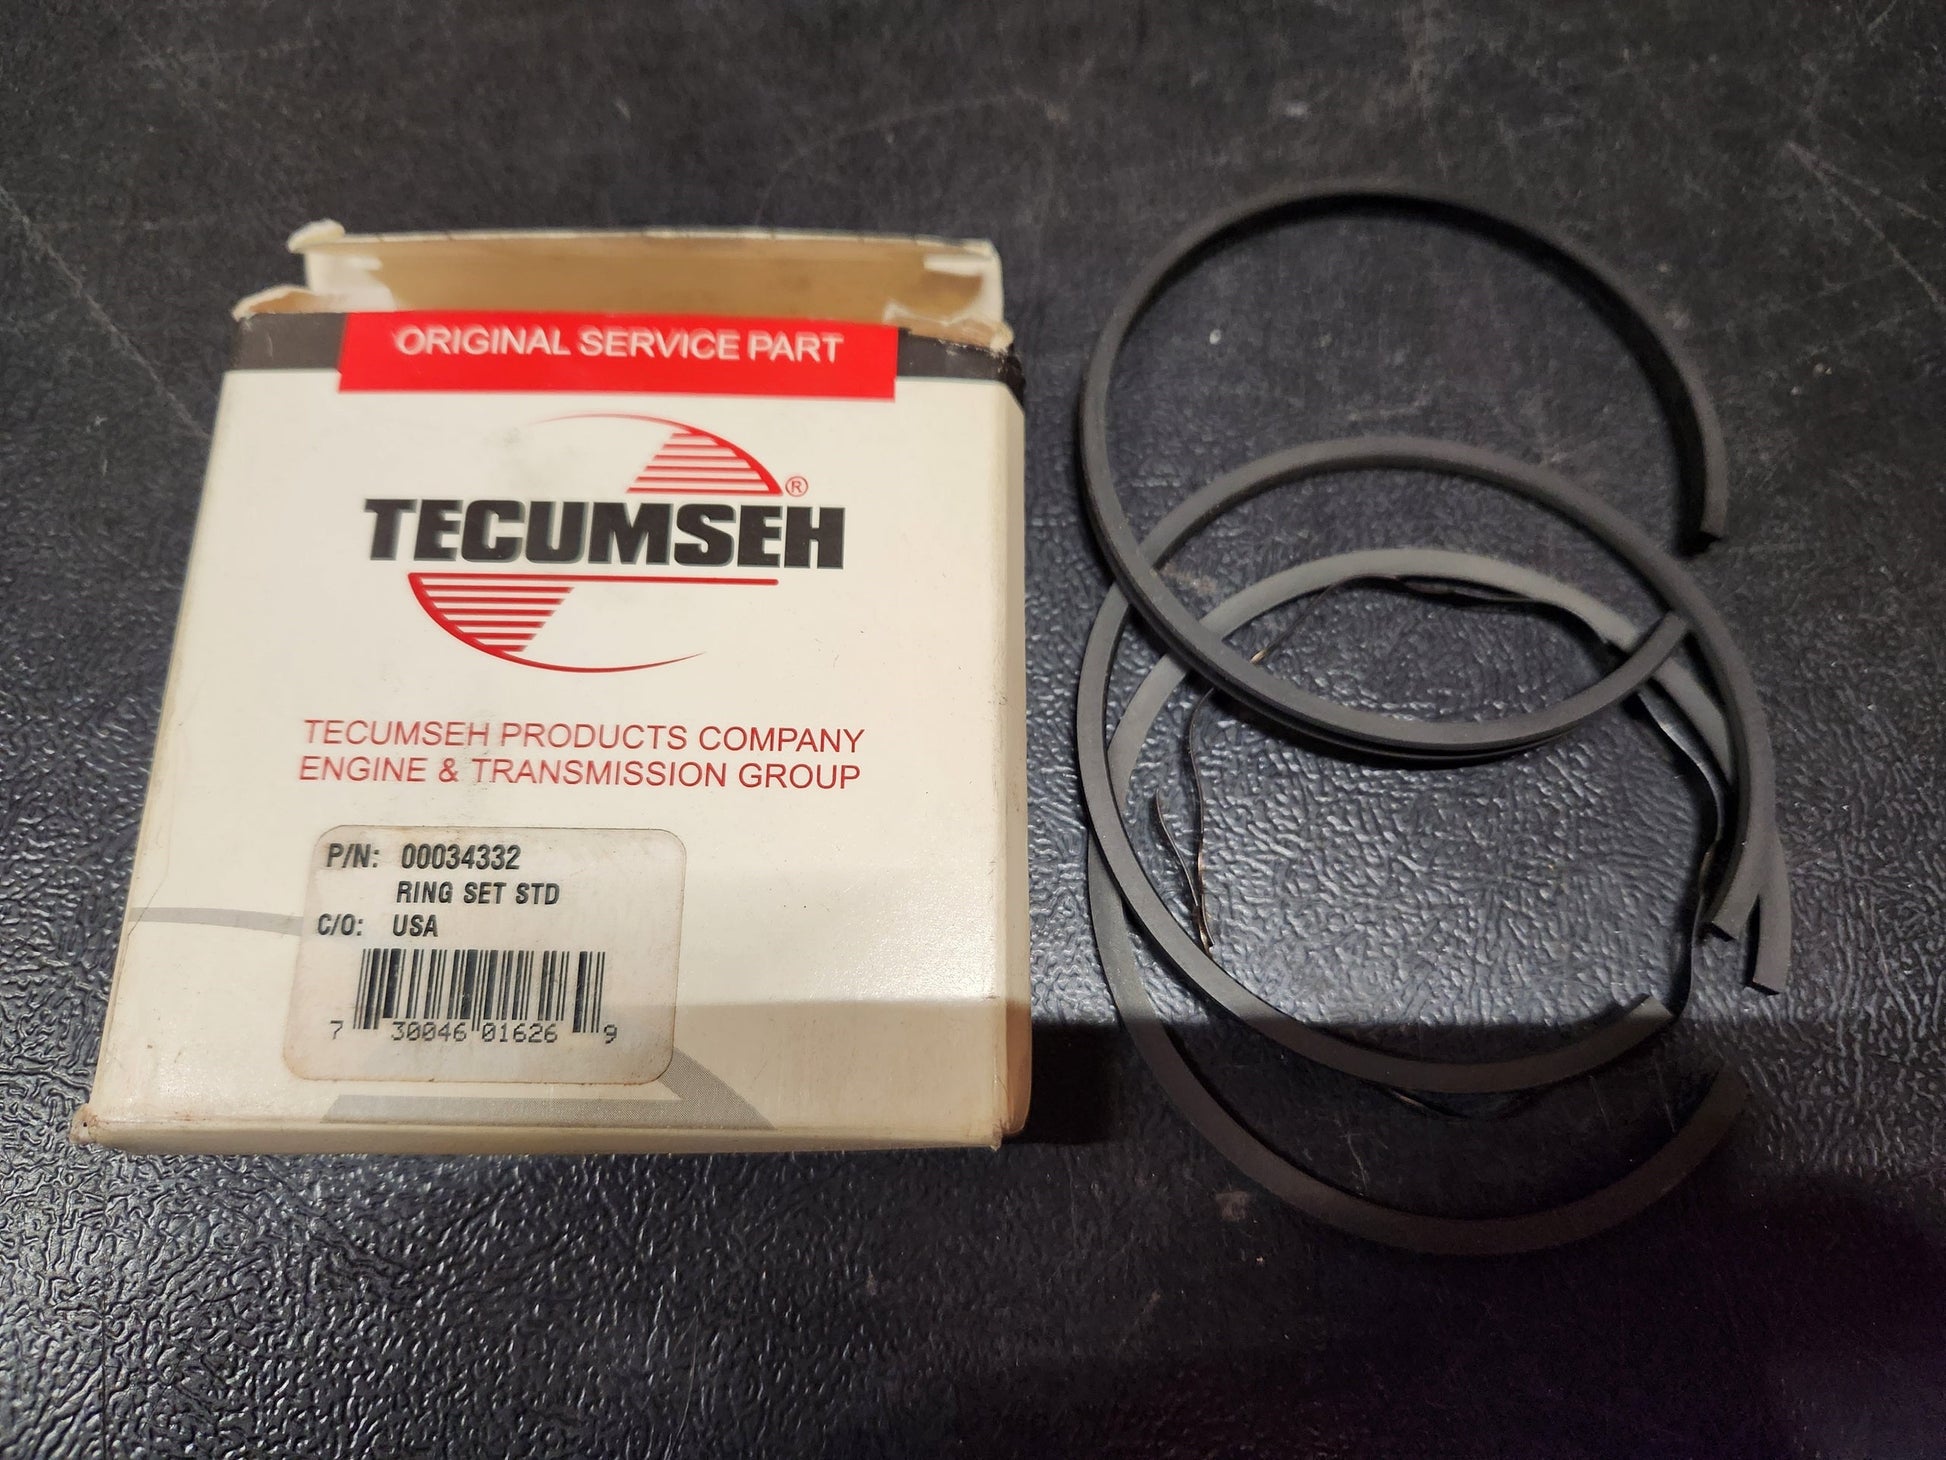 ORIGINAL SERVICE PART
TECUMSEH®
TECUMSEH PRODUCTS COMPANY
ENGINE & TRANSMISSION GROUP
P/N: 00034332
RING SET STD
C/O: USA
7 30046 01626 9